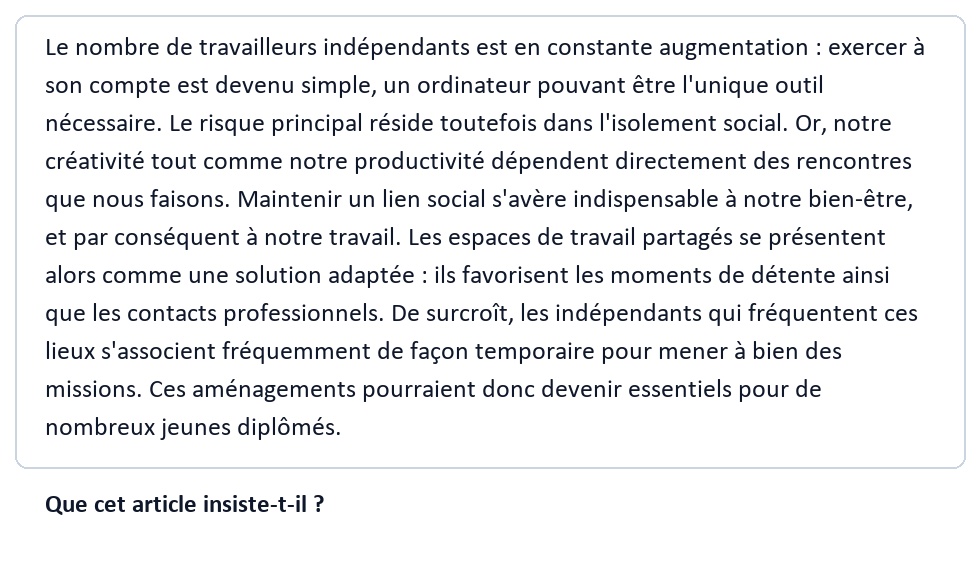 Le nombre de travailleurs indépendants est en constante augmentation : exercer à
son compte est devenu simple, un ordinateur pouvant être l'unique outil
nécessaire. Le risque principal réside toutefois dans l'isolement social. Or, notre
créativité tout comme notre productivité dépendent directement des rencontres
que nous faisons. Maintenir un lien social s'avère indispensable à notre bien-être,
et par conséquent à notre travail. Les espaces de travail partagés se présentent
alors comme une solution adaptée : ils favorisent les moments de détente ainsi
que les contacts professionnels. De surcroît, les indépendants qui fréquentent ces
lieux s'associent fréquemment de façon temporaire pour mener à bien des
missions. Ces aménagements pourraient donc devenir essentiels pour de
nombreux jeunes diplômés.
Que cet article insiste-t-il ?